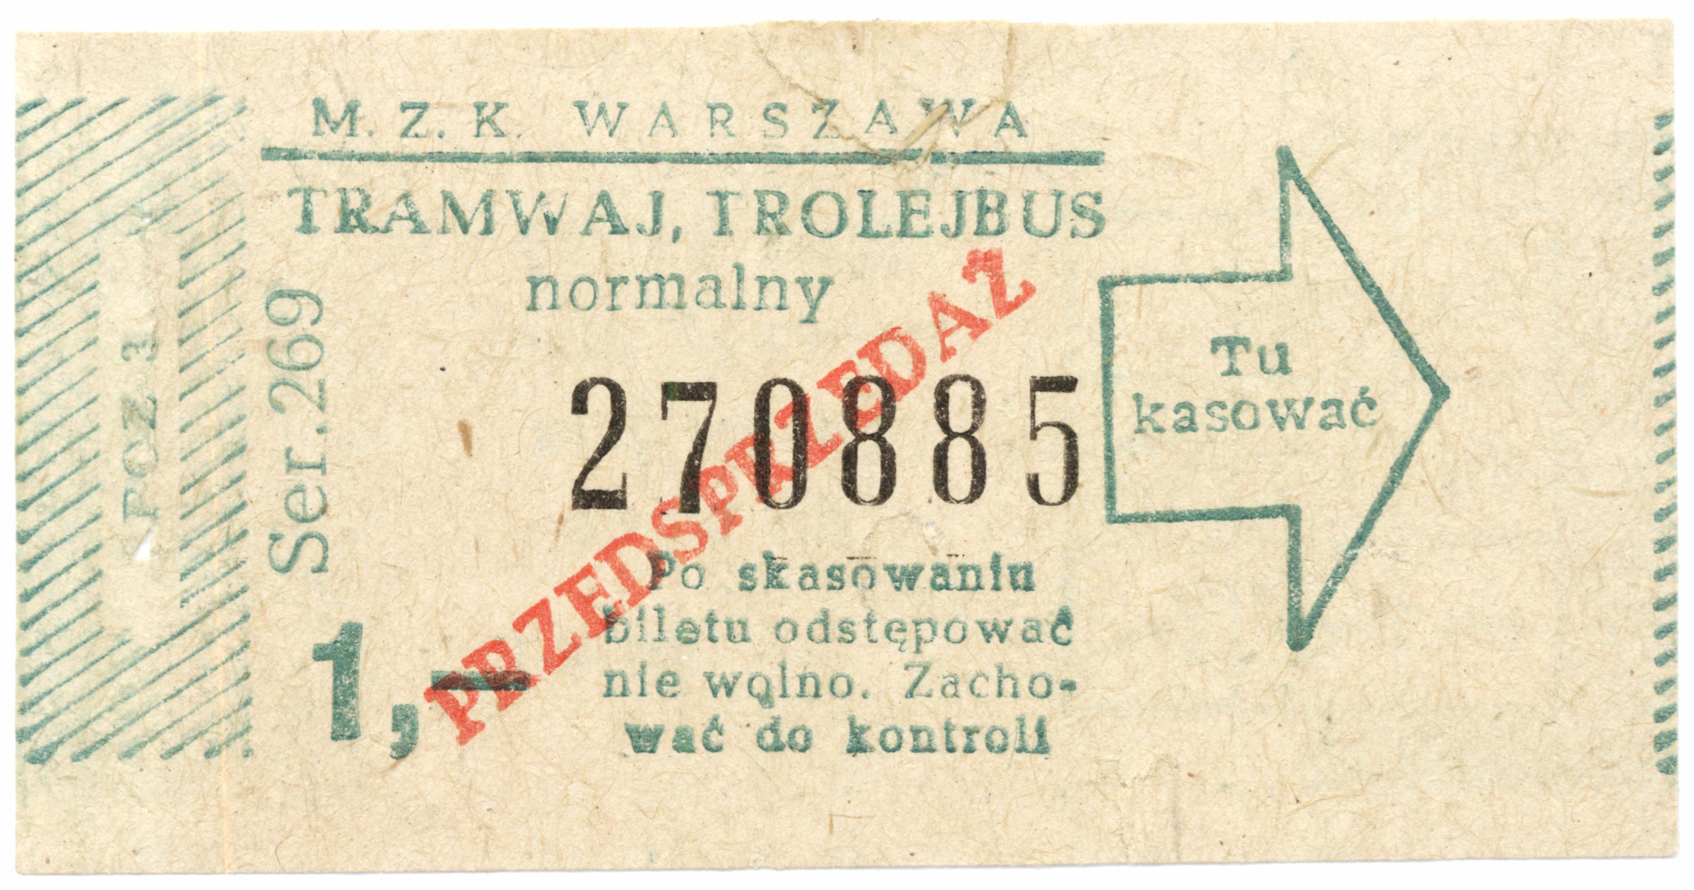 M. Z. K. WARSZAWA
TRAMWAJ, TROLEJBUS
normalny
PRZEDSPRZEDAŻ
Ser. 269
270885
Tu
kasować
1,—
Po skasowaniu
biletu odstępować
nie wolno. Zacho-
wać do kontroli